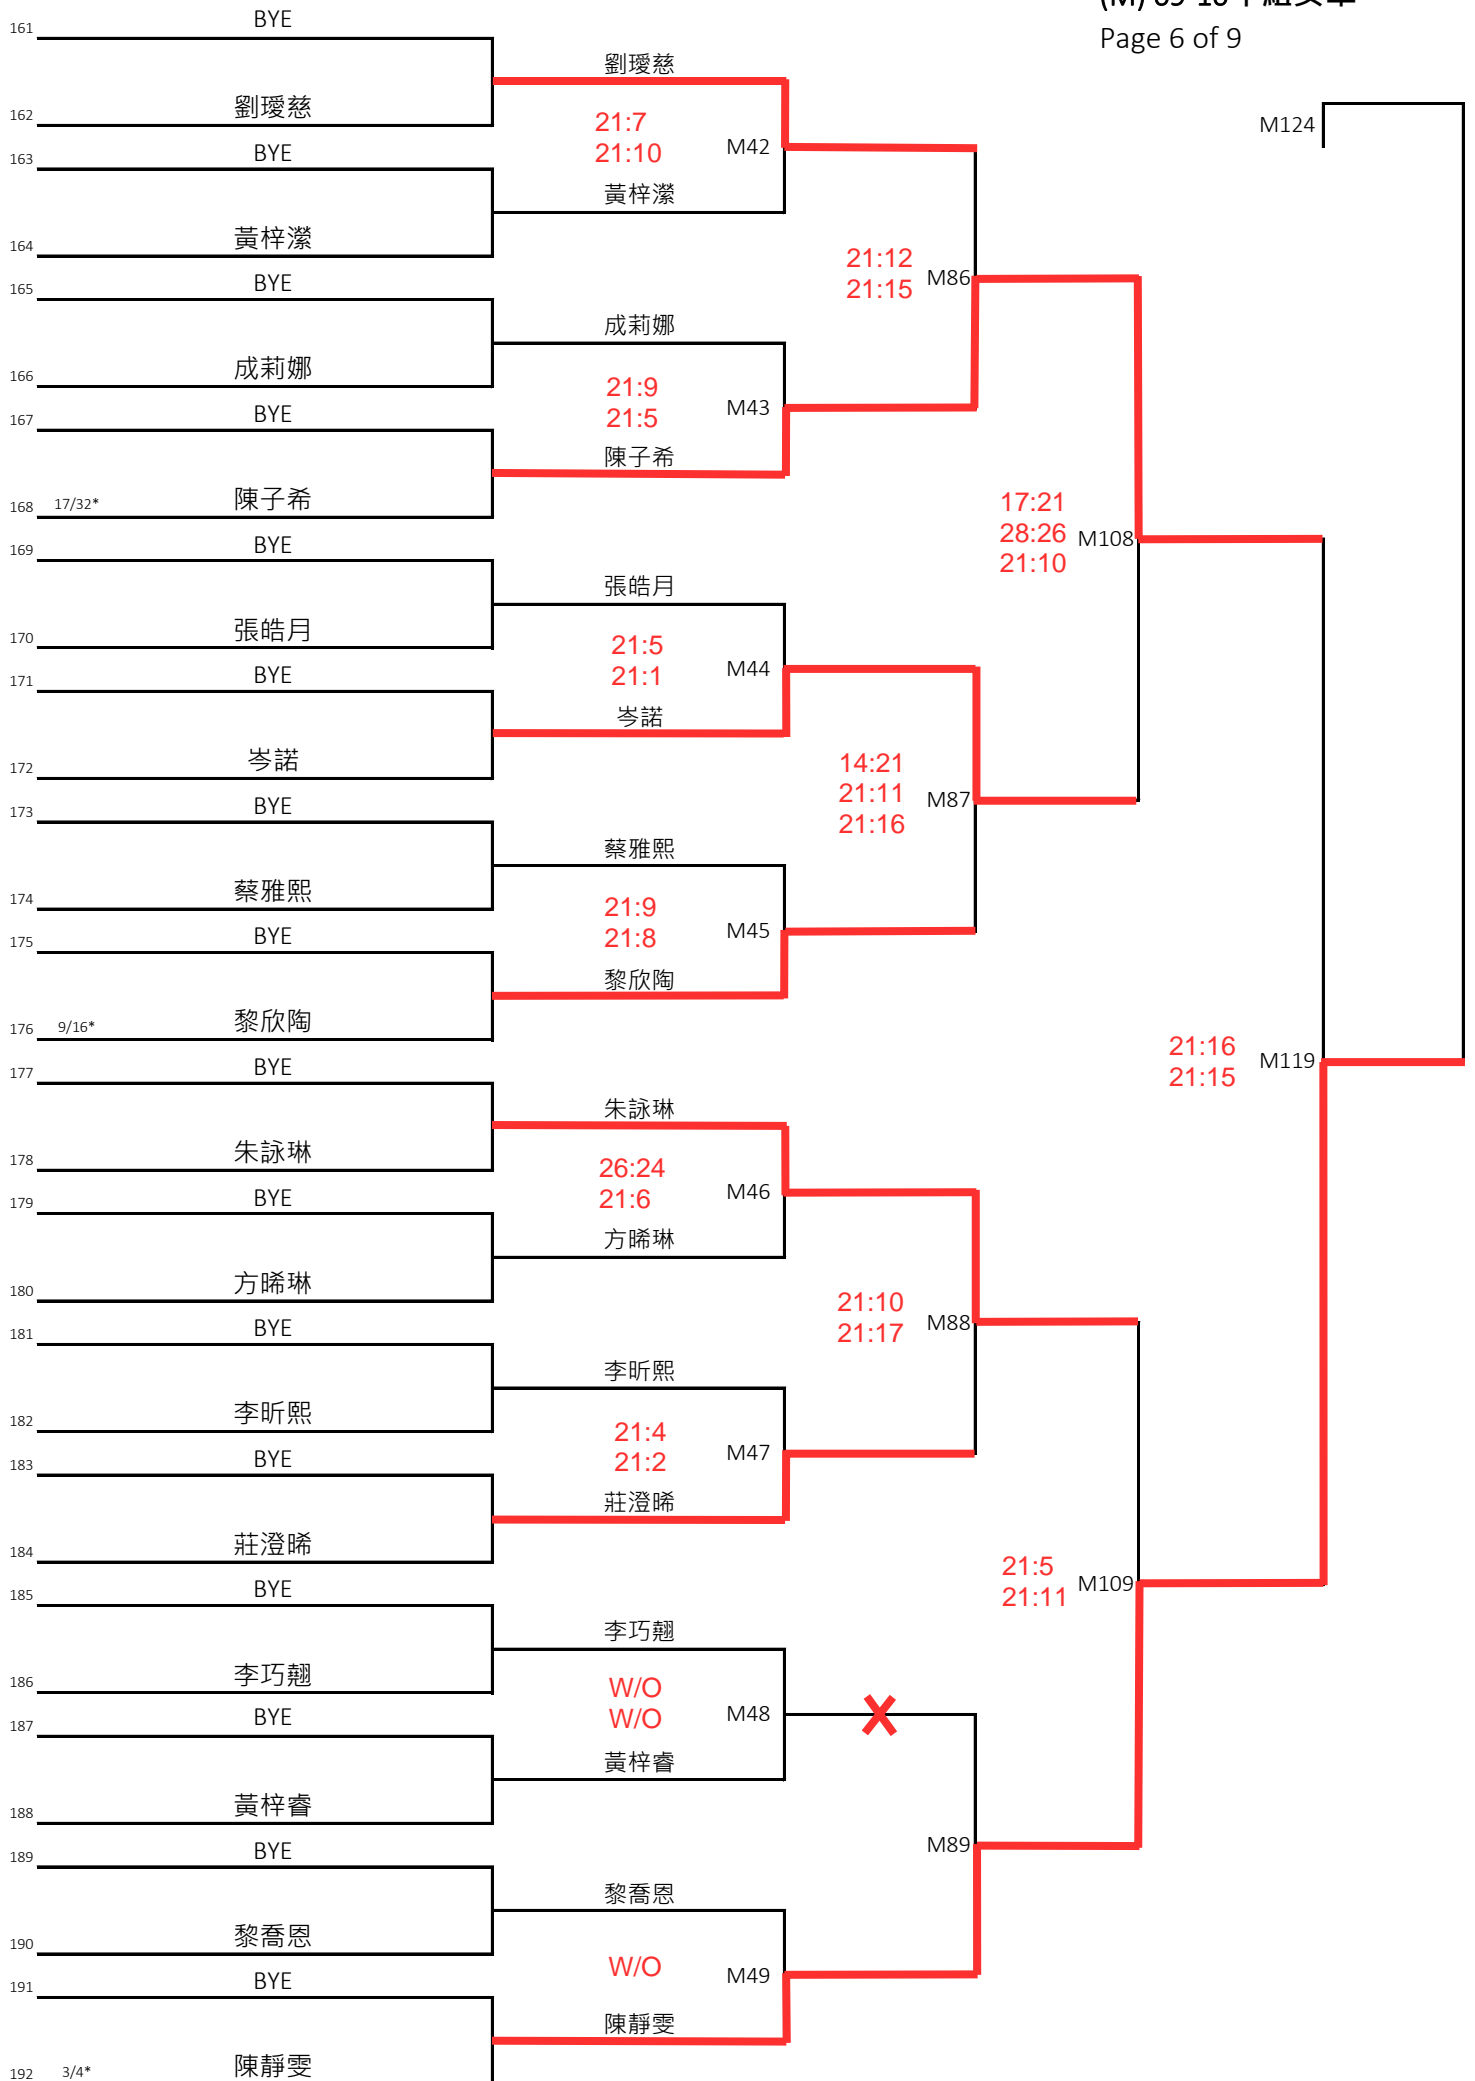 161 BYE
Page 6 of 9
劉璦慈
162 劉璦慈
M124
21:7
21:10
M42
163 BYE
黃梓瀠
164 黃梓瀠
21:12
21:15
M86
165 BYE
成莉娜
166 成莉娜
21:9
21:5
M43
167 BYE
陳子希
168 17/32* 陳子希
17:21
28:26
21:10
M108
169 BYE
張皓月
170 張皓月
21:5
21:1
M44
171 BYE
岑諾
172 岑諾
14:21
21:11
21:16
M87
173 BYE
蔡雅熙
174 蔡雅熙
21:9
21:8
M45
175 BYE
黎欣陶
176 9/16* 黎欣陶
21:16
21:15
M119
177 BYE
朱詠琳
178 朱詠琳
26:24
21:6
M46
179 BYE
方晞琳
180 方晞琳
21:10
21:17
M88
181 BYE
李昕熙
182 李昕熙
21:4
21:2
M47
183 BYE
莊澄晞
184 莊澄晞
21:5
21:11
M109
185 BYE
李巧翹
186 李巧翹
W/O
W/O
M48
187 BYE
黃梓睿
188 黃梓睿
M89
189 BYE
黎喬恩
190 黎喬恩
W/O
M49
191 BYE
陳靜雯
192 3/4* 陳靜雯